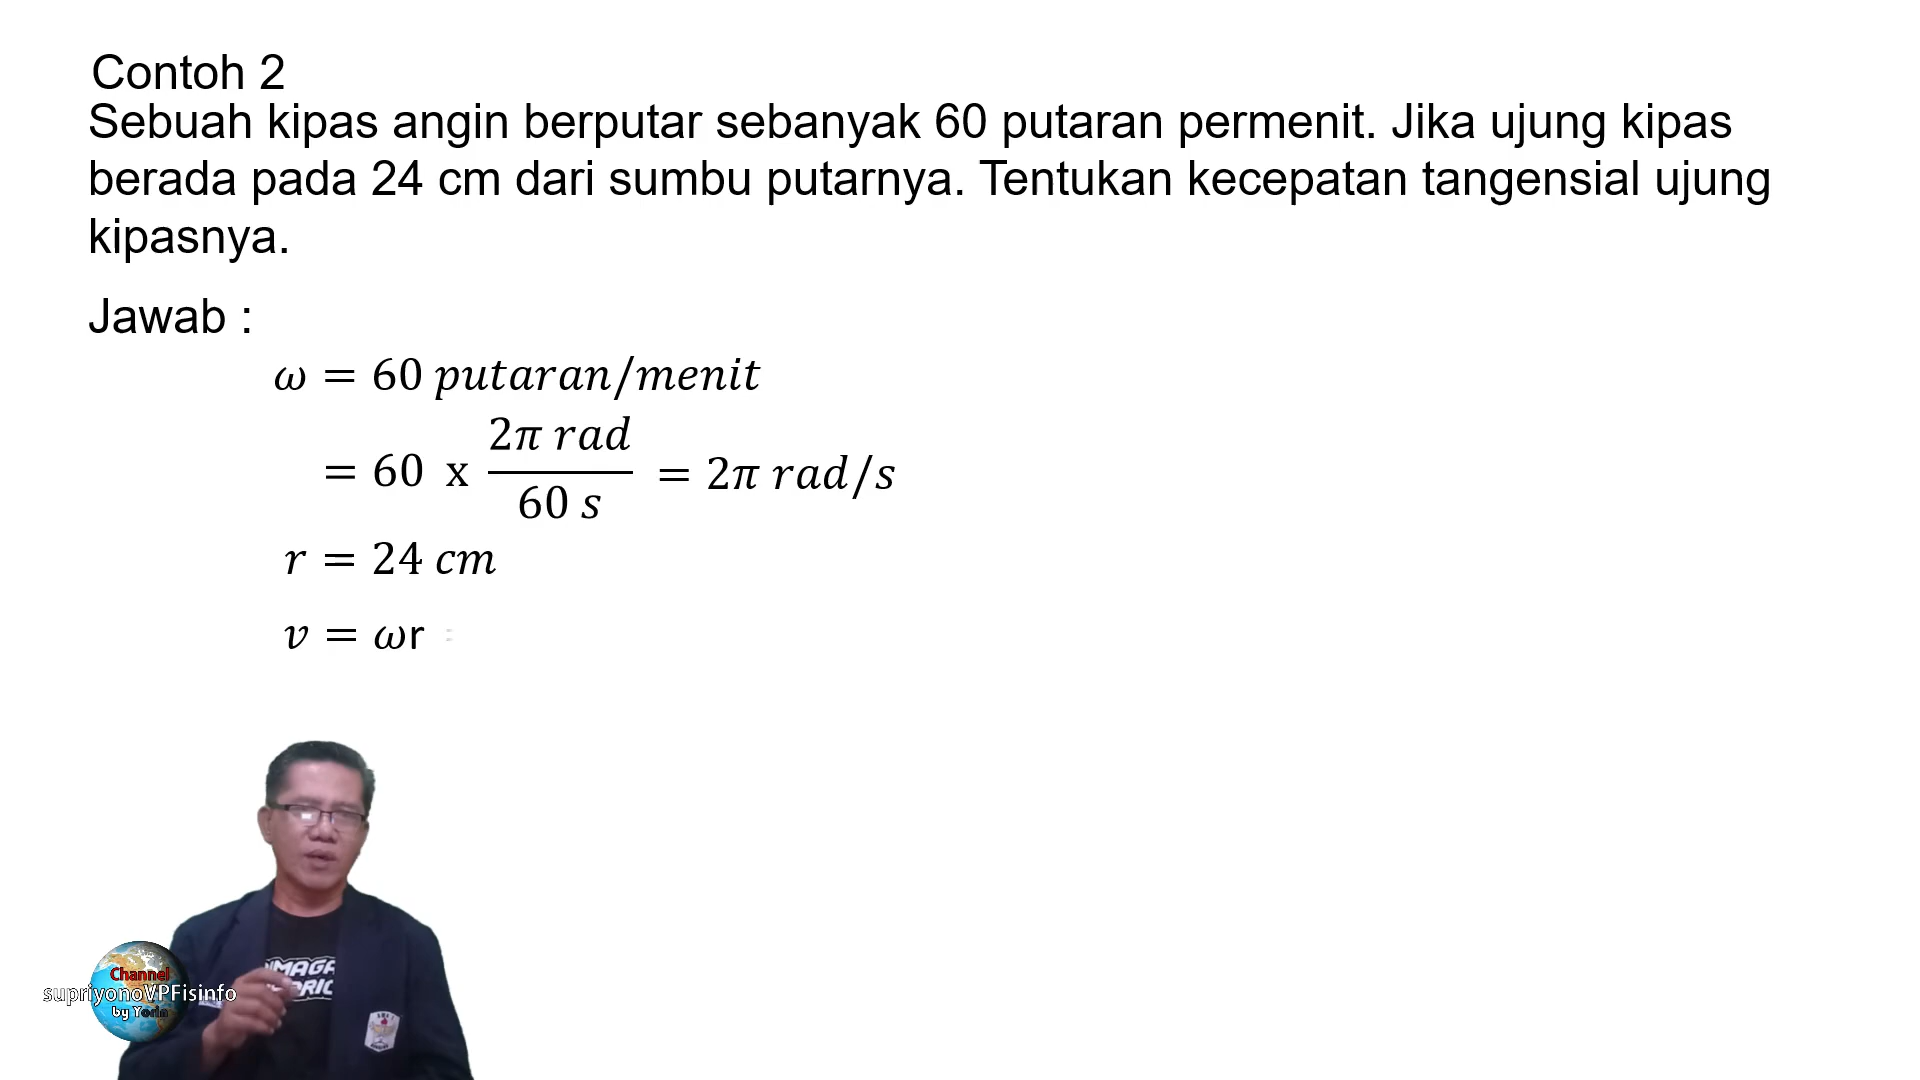 Contoh 2
Sebuah kipas angin berputar sebanyak 60 putaran permenit. Jika ujung kipas
berada pada 24 cm dari sumbu putarnya. Tentukan kecepatan tangensial ujung
kipasnya.
Jawab :
ω = 60 putaran/menit
= 60 x 2π rad / 60 s = 2π rad/s
r = 24 cm
v = ωr =
Channel
supriyonoVPFisinfo
by Yorin